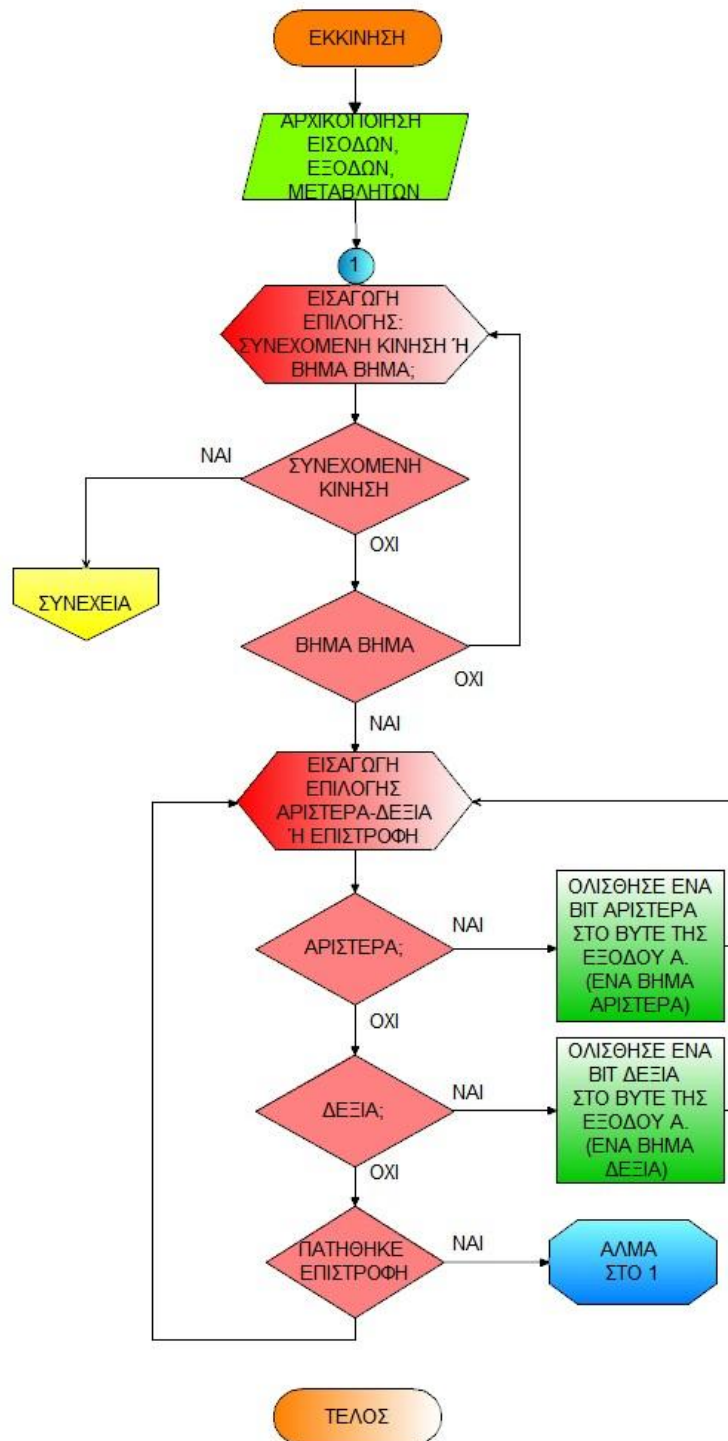 ΕΚΚΙΝΗΣΗ
ΑΡΧΙΚΟΠΟΙΗΣΗ
ΕΙΣΟΔΩΝ,
ΕΞΟΔΩΝ,
ΜΕΤΑΒΛΗΤΩΝ
1
ΕΙΣΑΓΩΓΗ
ΕΠΙΛΟΓΗΣ:
ΣΥΝΕΧΟΜΕΝΗ ΚΙΝΗΣΗ Ή
ΒΗΜΑ ΒΗΜΑ;
ΝΑΙ
ΣΥΝΕΧΟΜΕΝΗ
ΚΙΝΗΣΗ
ΟΧΙ
ΣΥΝΕΧΕΙΑ
ΒΗΜΑ ΒΗΜΑ
ΟΧΙ
ΝΑΙ
ΕΙΣΑΓΩΓΗ
ΕΠΙΛΟΓΗΣ
ΑΡΙΣΤΕΡΑ-ΔΕΞΙΑ
Ή ΕΠΙΣΤΡΟΦΗ
ΑΡΙΣΤΕΡΑ;
ΝΑΙ
ΟΛΙΣΘΗΣΕ ΕΝΑ
ΒΙΤ ΑΡΙΣΤΕΡΑ
ΣΤΟ ΒΥΤΕ ΤΗΣ
ΕΞΟΔΟΥ Α.
(ΕΝΑ ΒΗΜΑ
ΑΡΙΣΤΕΡΑ)
ΟΧΙ
ΔΕΞΙΑ;
ΝΑΙ
ΟΛΙΣΘΗΣΕ ΕΝΑ
ΒΙΤ ΔΕΞΙΑ
ΣΤΟ ΒΥΤΕ ΤΗΣ
ΕΞΟΔΟΥ Α.
(ΕΝΑ ΒΗΜΑ
ΔΕΞΙΑ)
ΟΧΙ
ΠΑΤΗΘΗΚΕ
ΕΠΙΣΤΡΟΦΗ
ΝΑΙ
ΑΛΜΑ
ΣΤΟ 1
ΤΕΛΟΣ